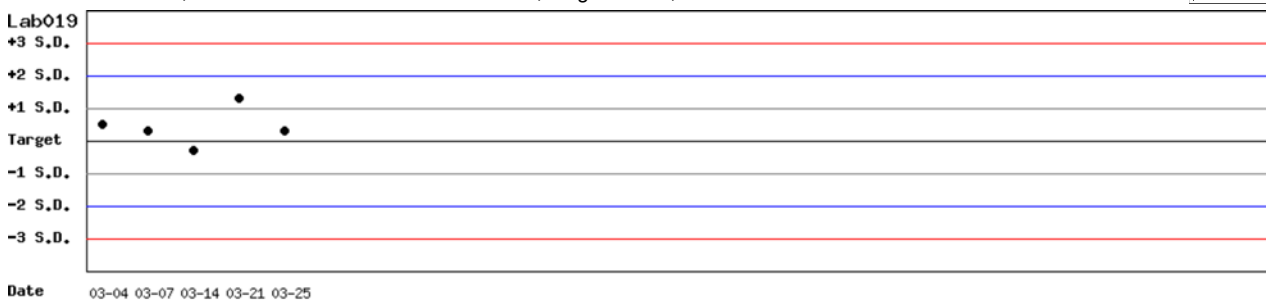 Lab019
+3 S.D.
+2 S.D.
+1 S.D.
Target
-1 S.D.
-2 S.D.
-3 S.D.
Date 03-04 03-07 03-14 03-21 03-25